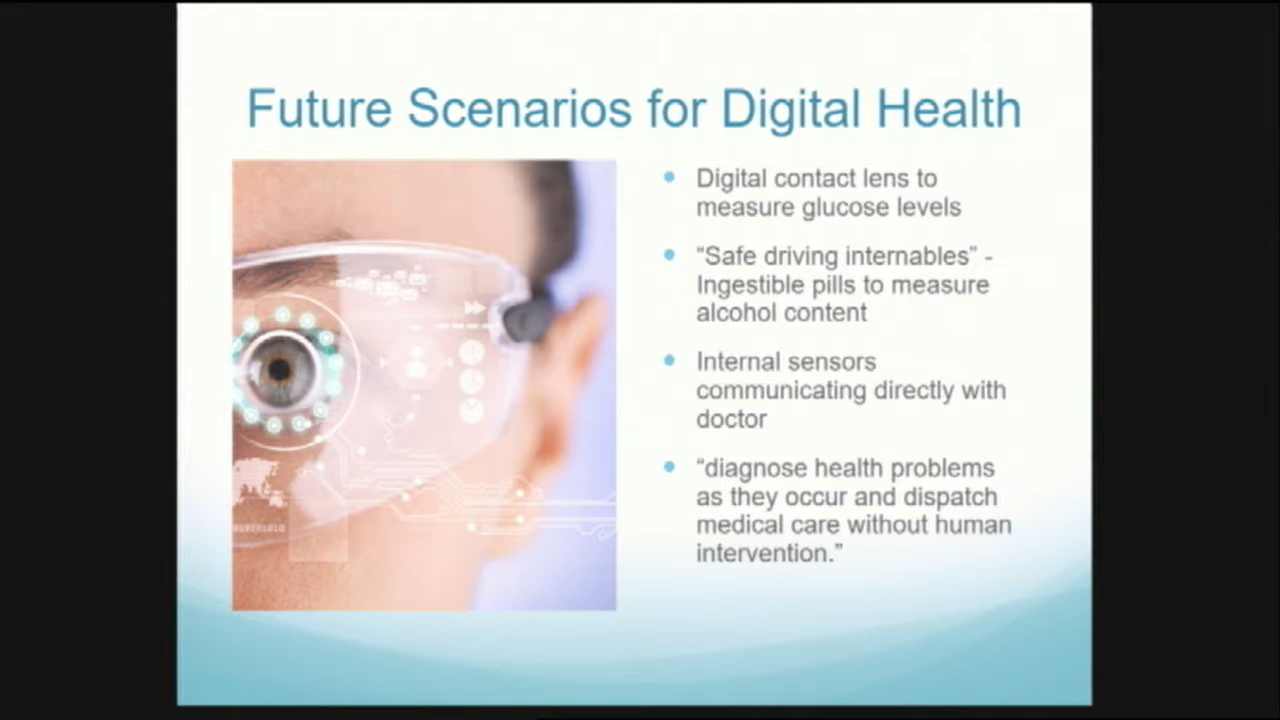 Future Scenarios for Digital Health
Digital contact lens to
measure glucose levels
“Safe driving internables” -
Ingestible pills to measure
alcohol content
Internal sensors
communicating directly with
doctor
“diagnose health problems
as they occur and dispatch
medical care without human
intervention.”